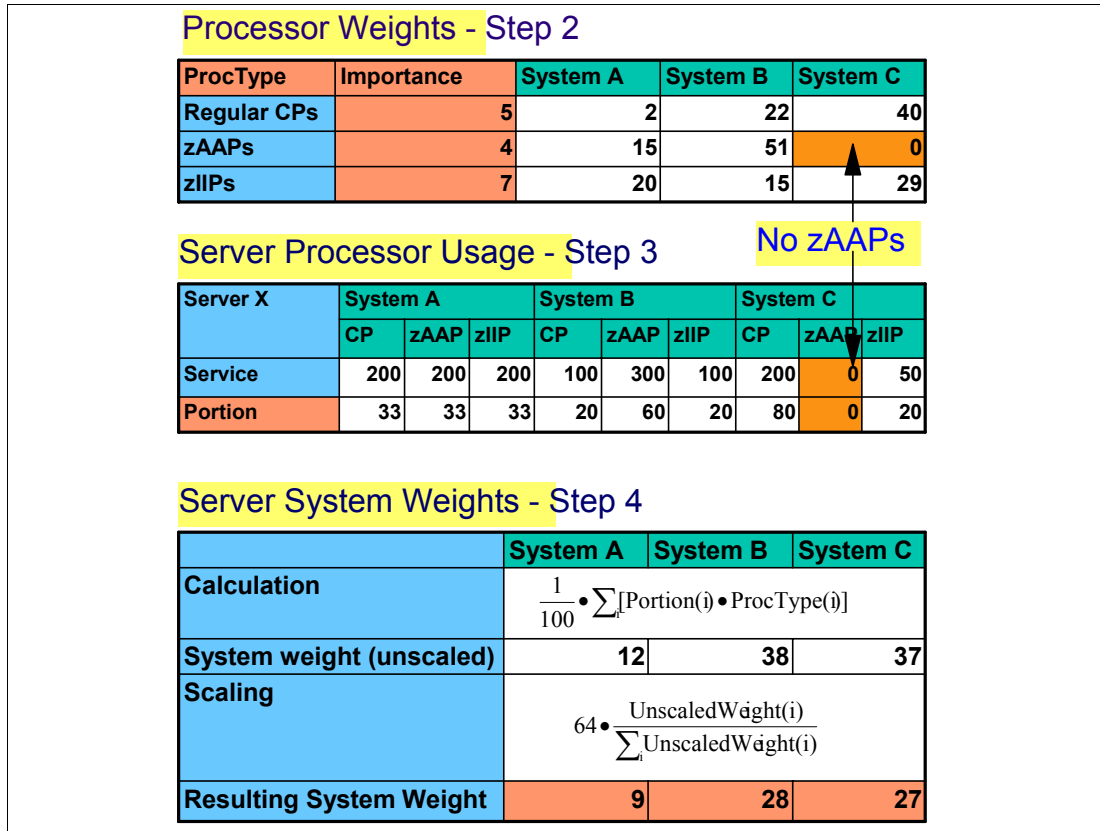 Processor Weights - Step 2
ProcType Importance System A System B System C
Regular CPs 5 2 22 40
zAAPs 4 15 51 0
zIIPs 7 20 15 29
No zAAPs
Server Processor Usage - Step 3
Server X System A System B System C
CP zAAP zIIP CP zAAP zIIP CP zAAP zIIP
Service 200 200 200 100 300 100 200 0 50
Portion 33 33 33 20 60 20 80 0 20
Server System Weights - Step 4
System A System B System C
Calculation
1/100 • ∑i[Portion(i) • ProcType(i)]
System weight (unscaled) 12 38 37
Scaling
64 • UnscaledWeight(i)/∑iUnscaledWeight(i)
Resulting System Weight 9 28 27